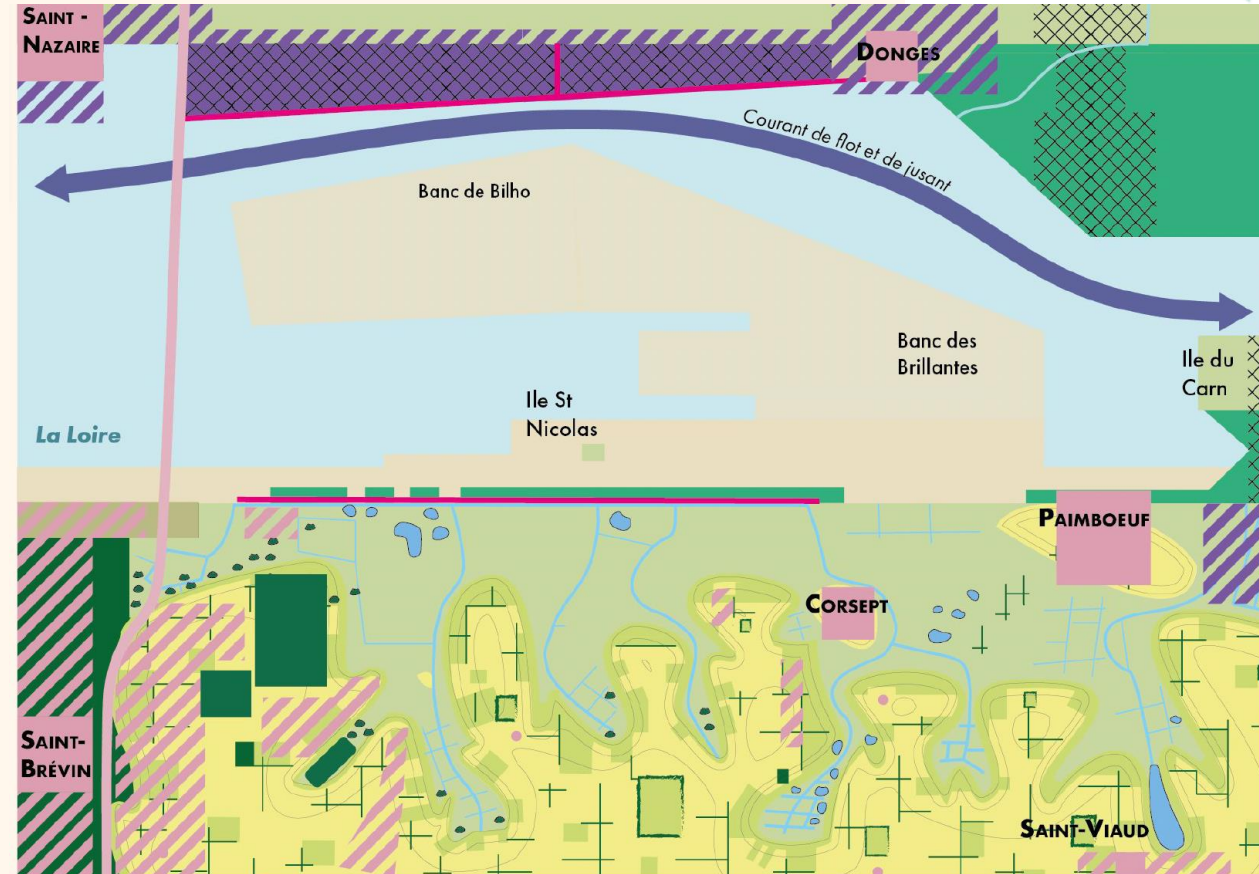 SAINT -
NAZAIRE
DONGES
Courant de flot et de jusant
Banc de Bilho
Banc des
Brillantes
Ile du
Carn
Ile St
Nicolas
La Loire
PAIMBOEUF
CORSEPT
SAINT-
BRÉVIN
SAINT-VIAUD